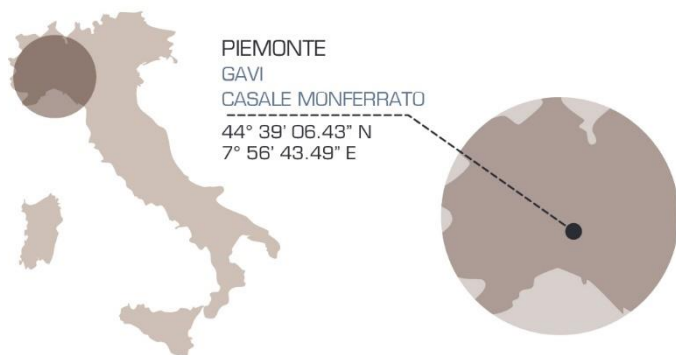 PIEMONTE
GAVI
CASALE MONFERRATO
44° 39’ 06.43” N
7° 56’ 43.49” E